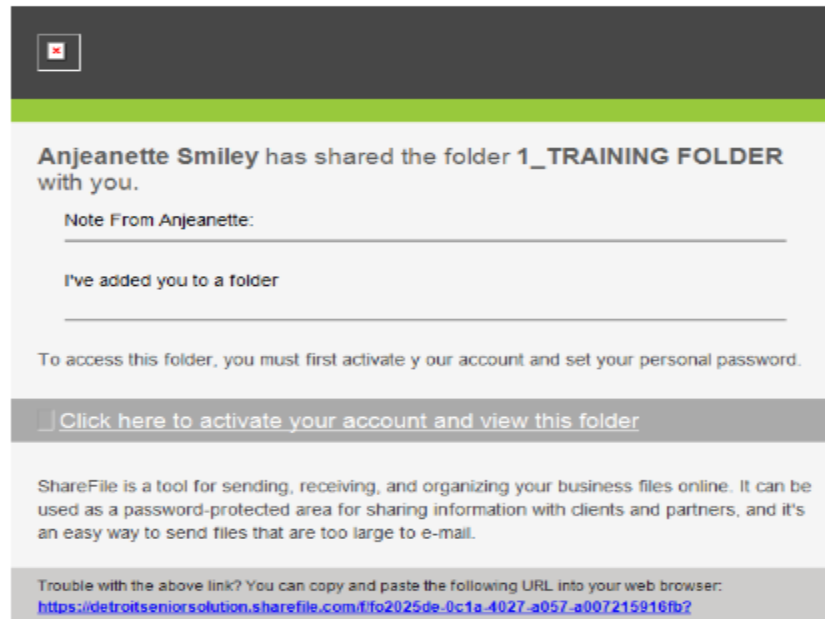 Anjeanette Smiley has shared the folder 1_TRAINING FOLDER
with you.
Note From Anjeanette:
I've added you to a folder
To access this folder, you must first activate y our account and set your personal password.
Click here to activate your account and view this folder
ShareFile is a tool for sending, receiving, and organizing your business files online. It can be
used as a password-protected area for sharing information with clients and partners, and it's
an easy way to send files that are too large to e-mail.
Trouble with the above link? You can copy and paste the following URL into your web browser:
https://detroitseniorsolution.sharefile.com/f/fo2025de-0c1a-4027-a057-a007215916fb?